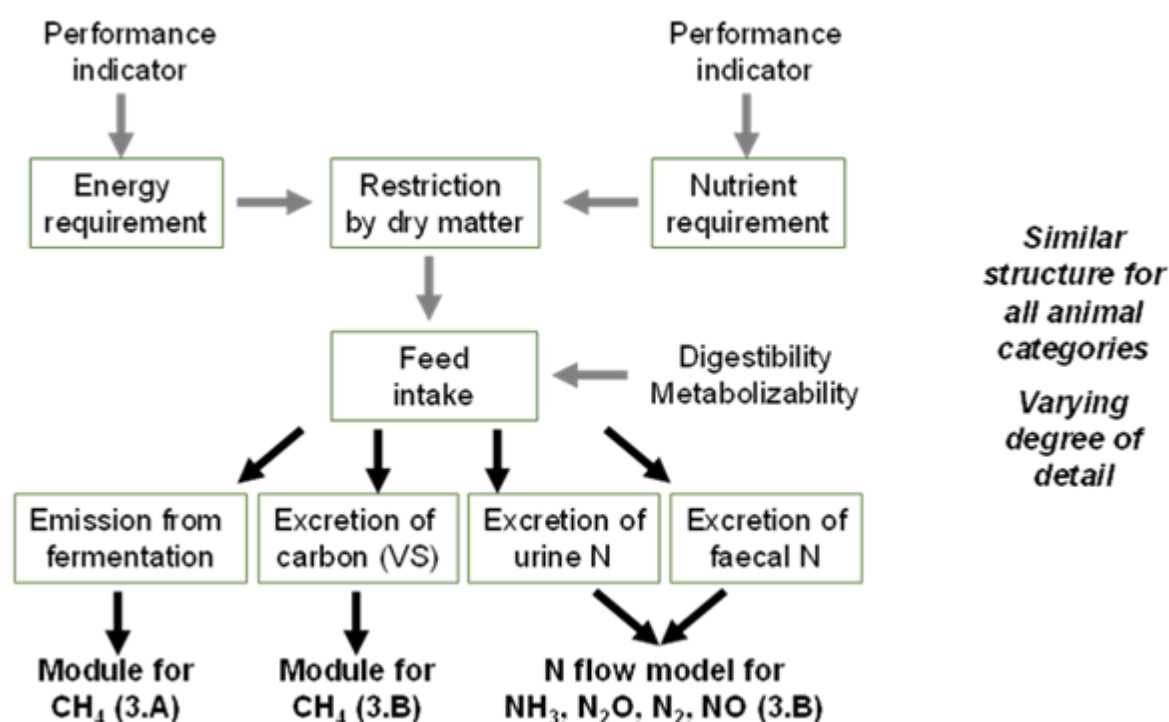 Performance
indicator
Performance
indicator
Energy
requirement
Restriction
by dry matter
Nutrient
requirement
Similar
structure for
all animal
categories
Varying
degree of
detail
Feed
intake
Digestibility
Metabolizability
Emission from
fermentation
Excretion of
carbon (VS)
Excretion of
urine N
Excretion of
faecal N
Module for
CH₄ (3.A)
Module for
CH₄ (3.B)
N flow model for
NH₃, N₂O, N₂, NO (3.B)